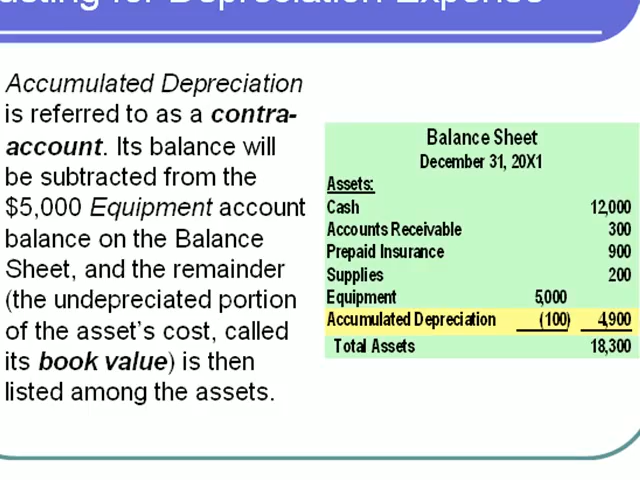 for Depreciation Expense
Accumulated Depreciation
is referred to as a contra-
account. Its balance will
be subtracted from the
$5,000 Equipment account
balance on the Balance
Sheet, and the remainder
(the undepreciated portion
of the asset’s cost, called
its book value) is then
listed among the assets.
Balance Sheet
December 31, 20X1
Assets:
Cash 12,000
Accounts Receivable 300
Prepaid Insurance 900
Supplies 200
Equipment 5,000
Accumulated Depreciation (100) 4,900
Total Assets 18,300